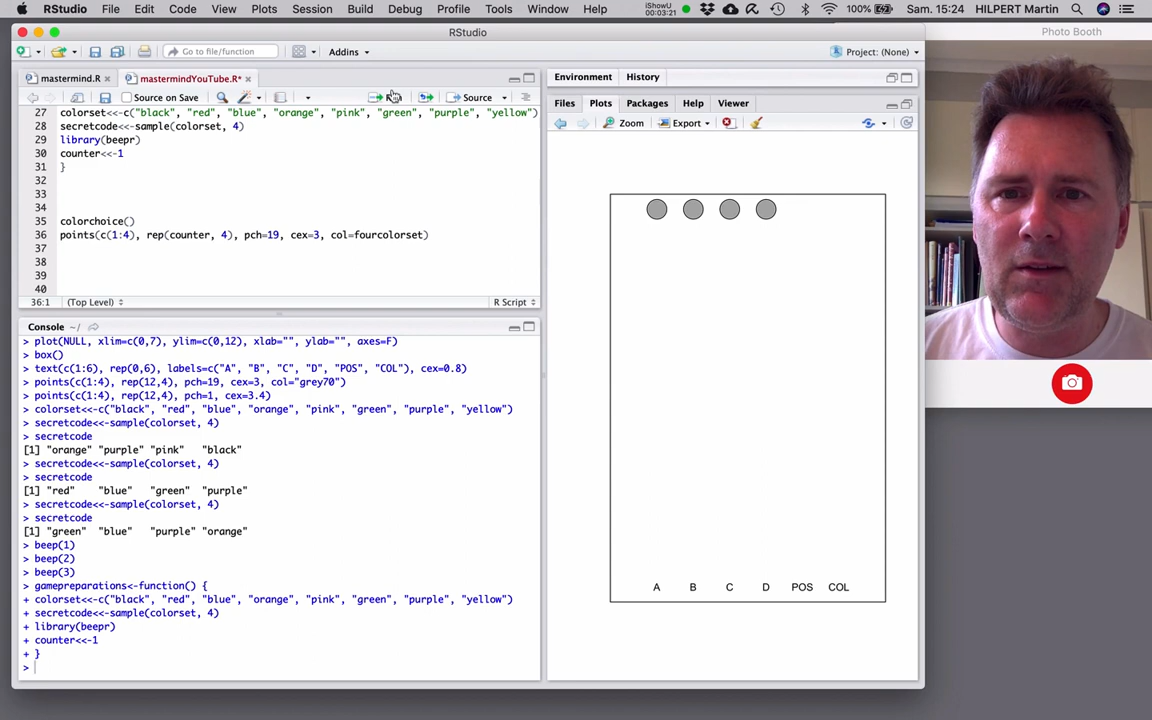 RStudio File Edit Code View Plots Session Build Debug Profile Tools Window Help iShowU 00:03:21 100% Sam. 15:24 HILPERT Martin
RStudio
Photo Booth
Go to file/function Addins Project: (None)
mastermind.R mastermindYouTube.R*
Source on Save Source
27 colorset<<-c("black", "red", "blue", "orange", "pink", "green", "purple", "yellow")
28 secretcode<<-sample(colorset, 4)
29 library(beepr)
30 counter<<-1
31 }
32
33
34
35 colorchoice()
36 points(c(1:4), rep(counter, 4), pch=19, cex=3, col=fourcolorset)
37
38
39
40
36:1 (Top Level) R Script
Console ~/
> plot(NULL, xlim=c(0,7), ylim=c(0,12), xlab="", ylab="", axes=F)
> box()
> text(c(1:6), rep(0,6), labels=c("A", "B", "C", "D", "POS", "COL"), cex=0.8)
> points(c(1:4), rep(12,4), pch=19, cex=3, col="grey70")
> points(c(1:4), rep(12,4), pch=1, cex=3.4)
> colorset<<-c("black", "red", "blue", "orange", "pink", "green", "purple", "yellow")
> secretcode<<-sample(colorset, 4)
> secretcode
[1] "orange" "purple" "pink" "black"
> secretcode<<-sample(colorset, 4)
> secretcode
[1] "red" "blue" "green" "purple"
> secretcode<<-sample(colorset, 4)
> secretcode
[1] "green" "blue" "purple" "orange"
> beep(1)
> beep(2)
> beep(3)
> gamepreparations<-function() {
+ colorset<<-c("black", "red", "blue", "orange", "pink", "green", "purple", "yellow")
+ secretcode<<-sample(colorset, 4)
+ library(beepr)
+ counter<<-1
+ }
>
Environment History
Files Plots Packages Help Viewer
Zoom Export
A B C D POS COL